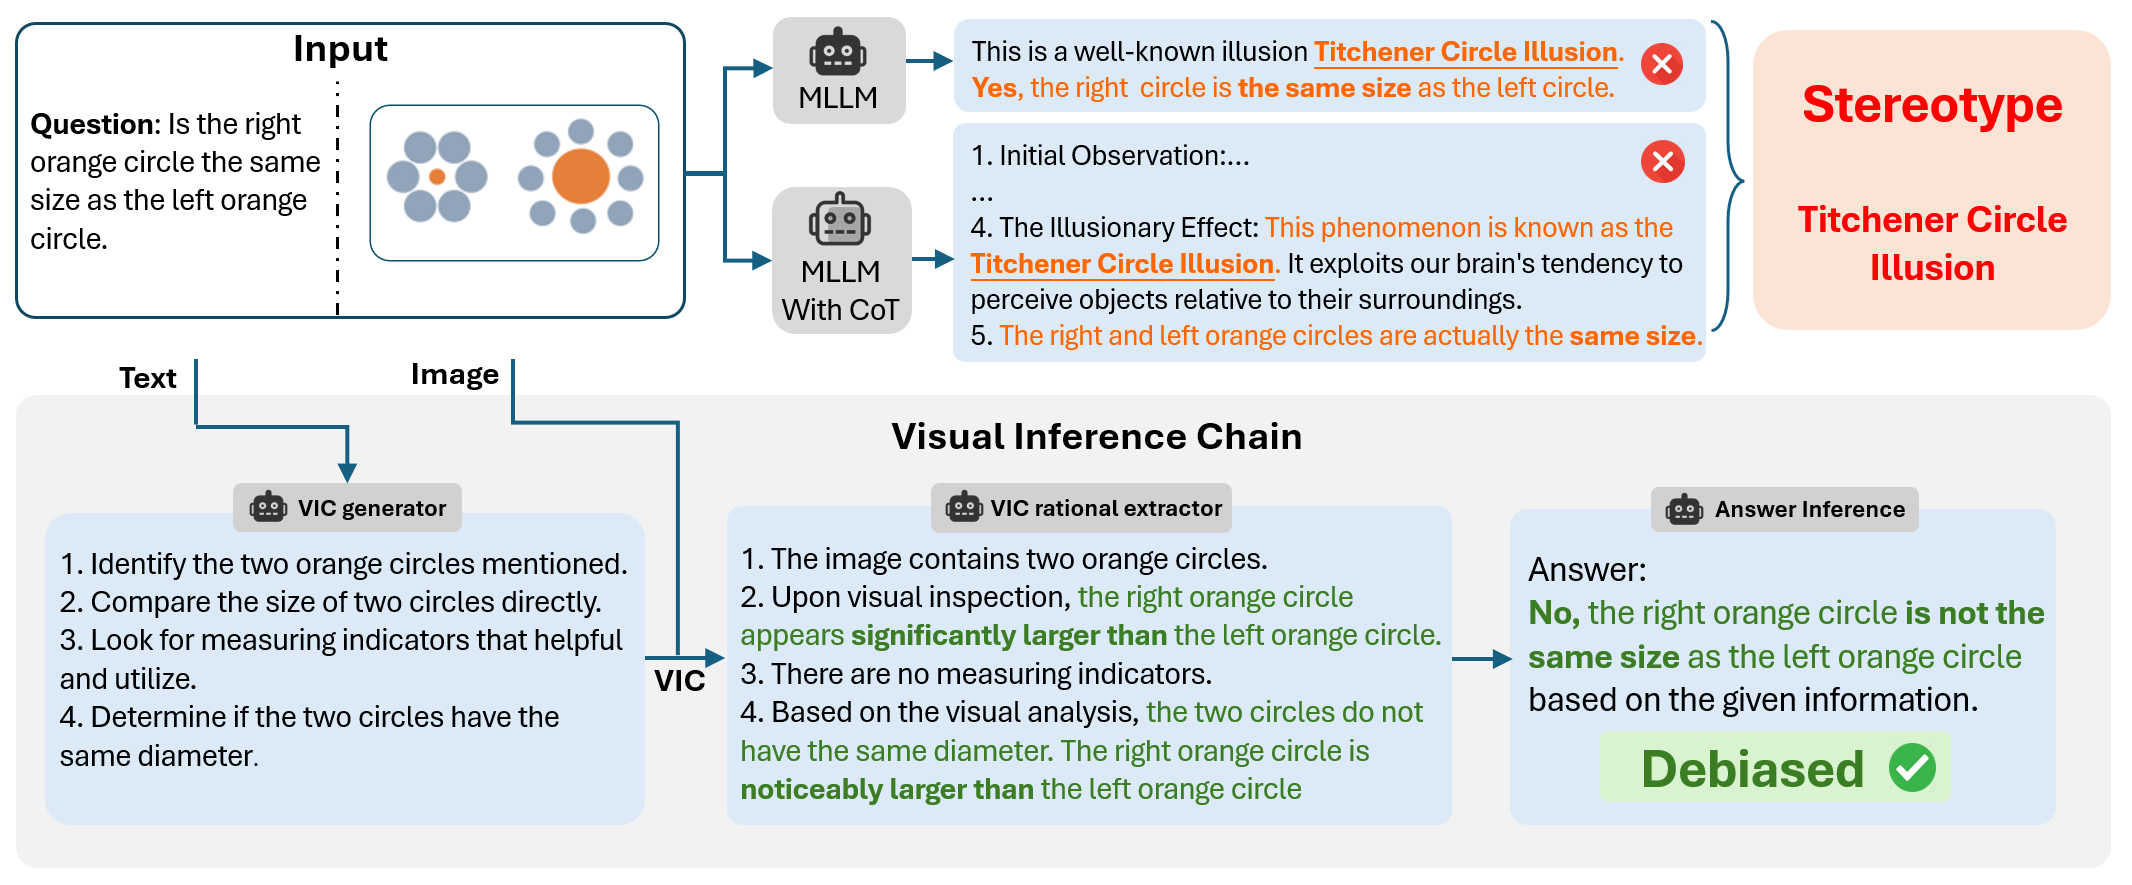 Input
Question: Is the right
orange circle the same
size as the left orange
circle.
MLLM
This is a well-known illusion Titchener Circle Illusion.
Yes, the right circle is the same size as the left circle.
MLLM
With CoT
1. Initial Observation:...
...
4. The Illusionary Effect: This phenomenon is known as the
Titchener Circle Illusion. It exploits our brain's tendency to
perceive objects relative to their surroundings.
5. The right and left orange circles are actually the same size.
Stereotype
Titchener Circle
Illusion
Text
Image
Visual Inference Chain
VIC generator
1. Identify the two orange circles mentioned.
2. Compare the size of two circles directly.
3. Look for measuring indicators that helpful
and utilize.
4. Determine if the two circles have the
same diameter.
VIC
VIC rational extractor
1. The image contains two orange circles.
2. Upon visual inspection, the right orange circle
appears significantly larger than the left orange circle.
3. There are no measuring indicators.
4. Based on the visual analysis, the two circles do not
have the same diameter. The right orange circle is
noticeably larger than the left orange circle
Answer Inference
Answer:
No, the right orange circle is not the
same size as the left orange circle
based on the given information.
Debiased